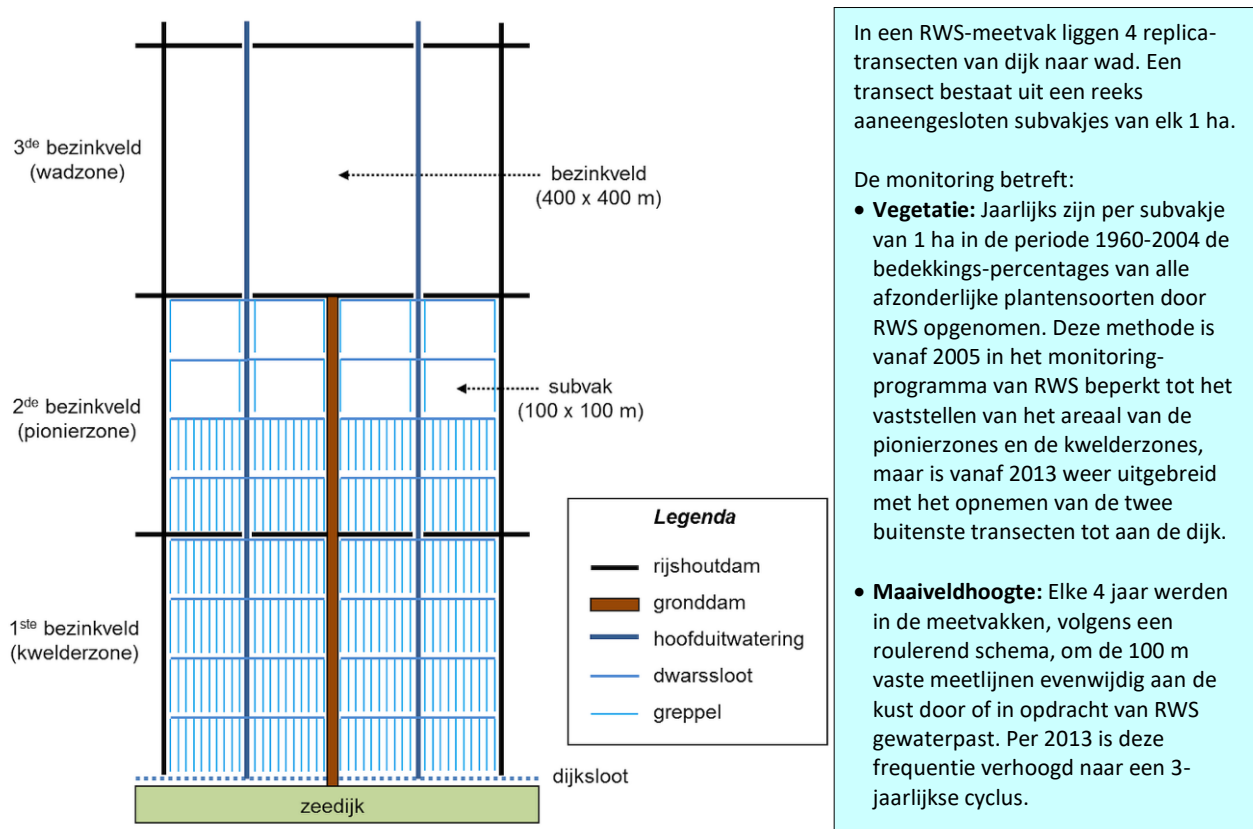 3de bezinkveld
(wadzone)
bezinkveld
(400 x 400 m)
2de bezinkveld
(pionierzone)
subvak
(100 x 100 m)
1ste bezinkveld
(kwelderzone)
Legenda
rijshoutdam
gronddam
hoofduitwatering
dwarssloot
greppel
dijksloot
zeedijk
In een RWS-meetvak liggen 4 replica-
transecten van dijk naar wad. Een
transect bestaat uit een reeks
aaneengesloten subvakjes van elk 1 ha.
De monitoring betreft:
• Vegetatie: Jaarlijks zijn per subvakje
van 1 ha in de periode 1960-2004 de
bedekkings-percentages van alle
afzonderlijke plantensoorten door
RWS opgenomen. Deze methode is
vanaf 2005 in het monitoring-
programma van RWS beperkt tot het
vaststellen van het areaal van de
pionierzones en de kwelderzones,
maar is vanaf 2013 weer uitgebreid
met het opnemen van de twee
buitenste transecten tot aan de dijk.
• Maaiveldhoogte: Elke 4 jaar werden
in de meetvakken, volgens een
roulerend schema, om de 100 m
vaste meetlijnen evenwijdig aan de
kust door of in opdracht van RWS
gewaterpast. Per 2013 is deze
frequentie verhoogd naar een 3-
jaarlijkse cyclus.